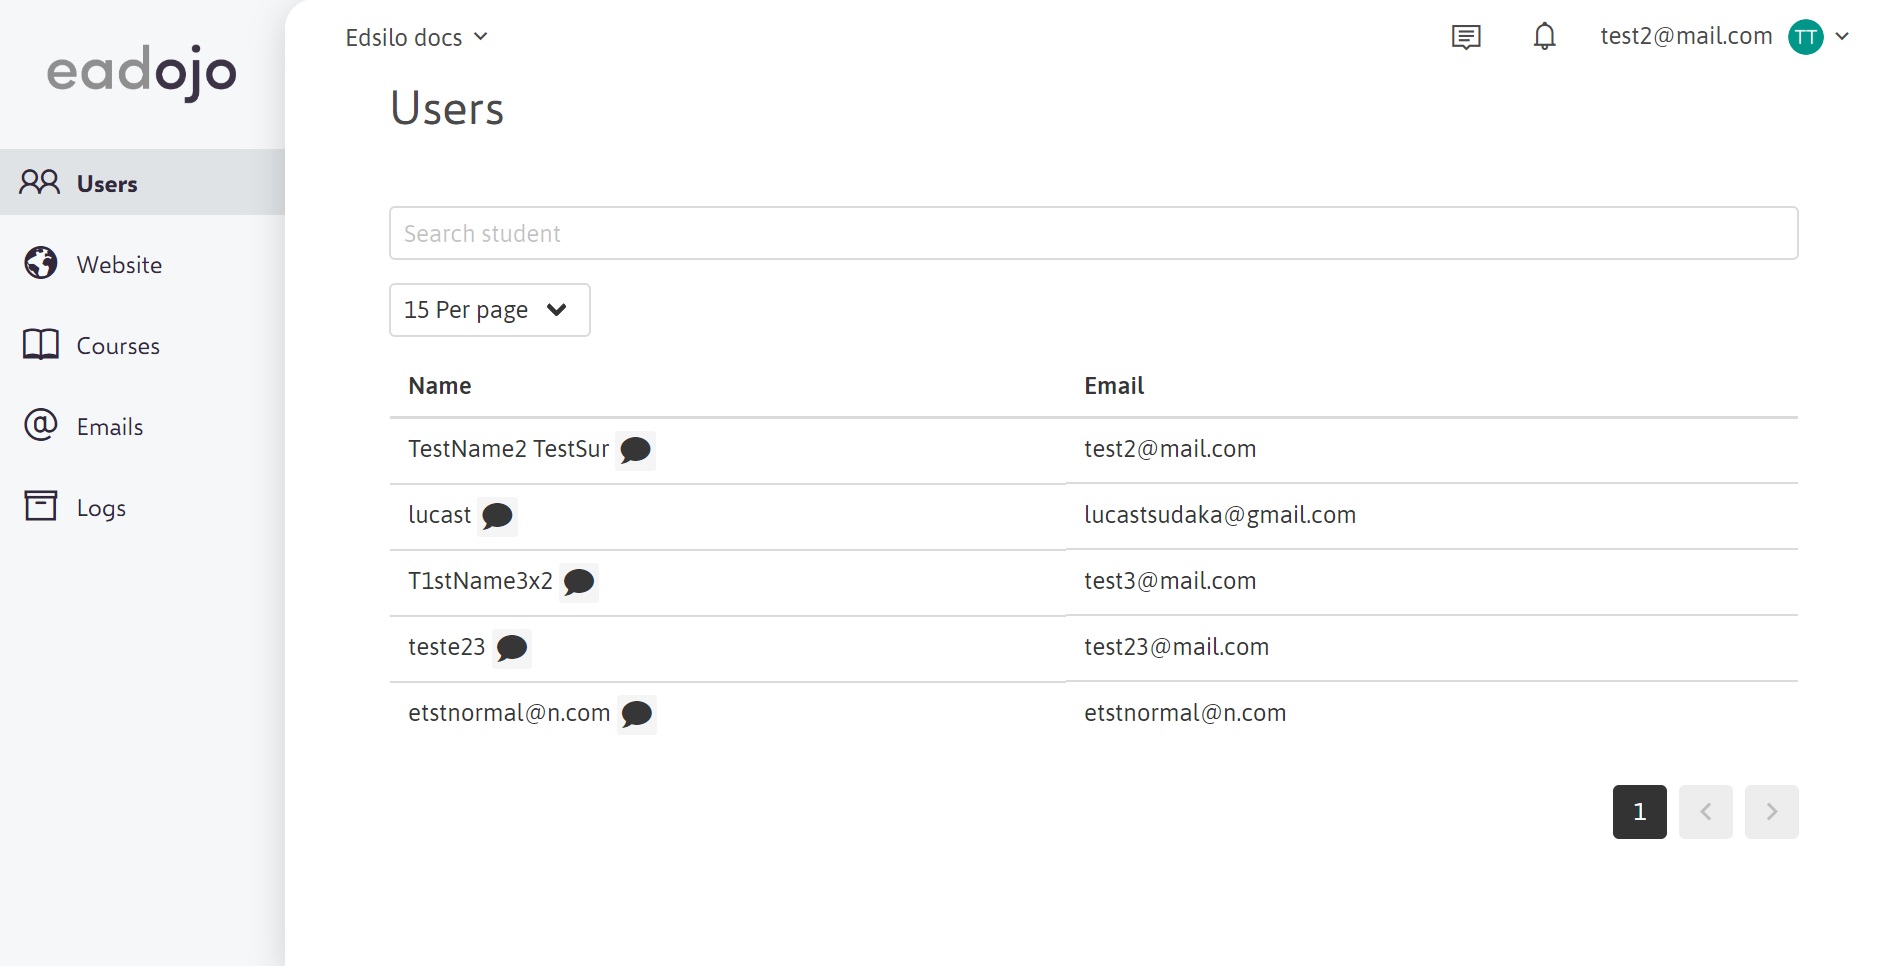 eadojo
Edsilo docs
test2@mail.com
TT
Users
Users
Website
Courses
Emails
Logs
Search student
15 Per page
Name Email
TestName2 TestSur test2@mail.com
lucast lucastsudaka@gmail.com
T1stName3x2 test3@mail.com
teste23 test23@mail.com
etstnormal@n.com etstnormal@n.com
1